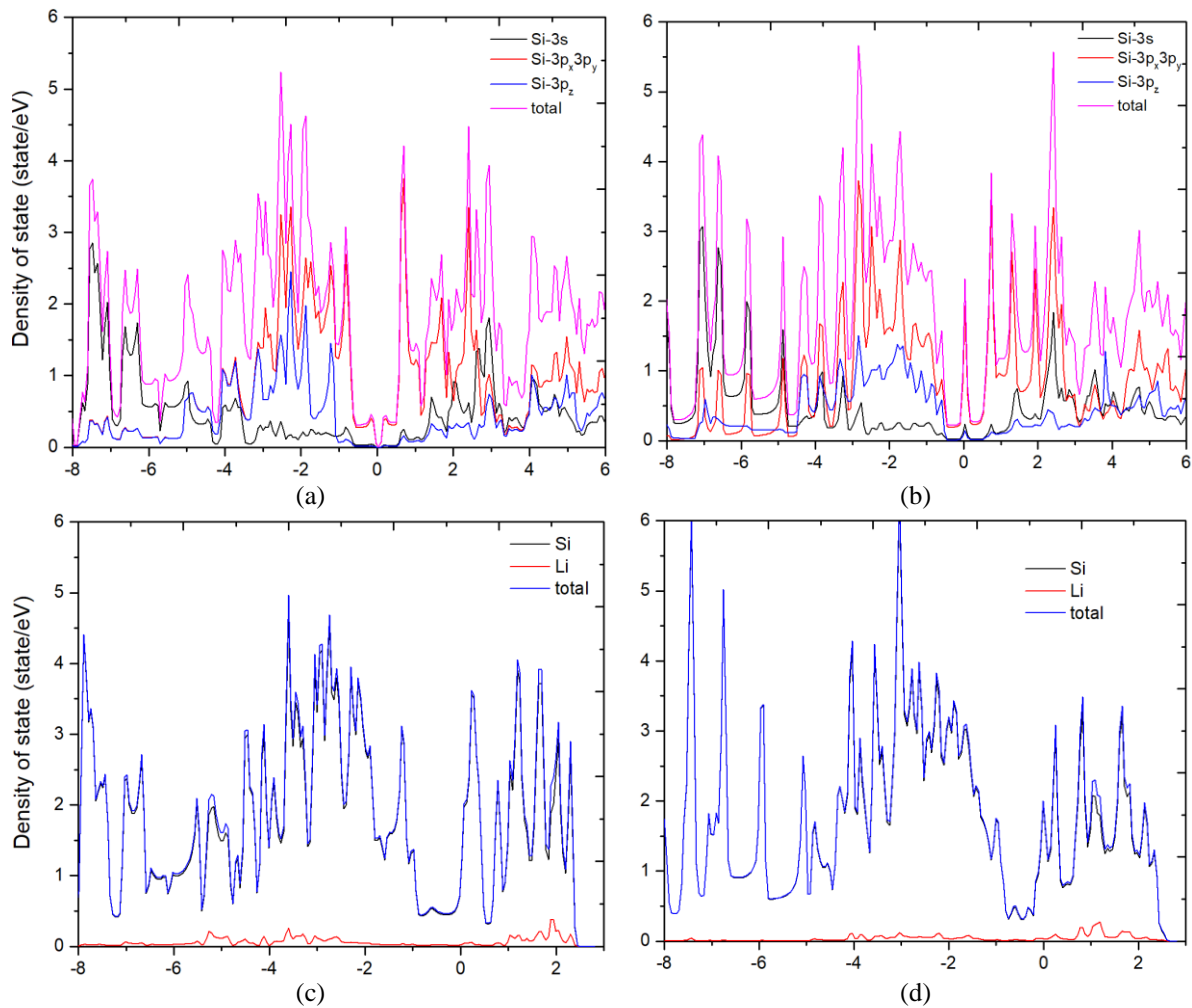 6
5
4
3
2
1
0
Density of state (state/eV)
Si-3s
Si-3pₓ3p_y
Si-3p_z
total
-8 -6 -4 -2 0 2 4 6
(a)
6
5
4
3
2
1
0
Si-3s
Si-3pₓ3p_y
Si-3p_z
total
-8 -6 -4 -2 0 2 4 6
(b)
6
5
4
3
2
1
0
Density of state (state/eV)
Si
Li
total
-8 -6 -4 -2 0 2
(c)
6
5
4
3
2
1
0
Si
Li
total
-8 -6 -4 -2 0 2
(d)